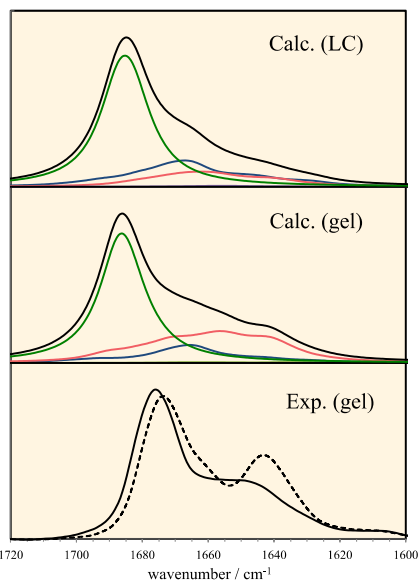 Calc. (LC)
Calc. (gel)
Exp. (gel)
1720 1700 1680 1660 1640 1620 1600
wavenumber / cm-1